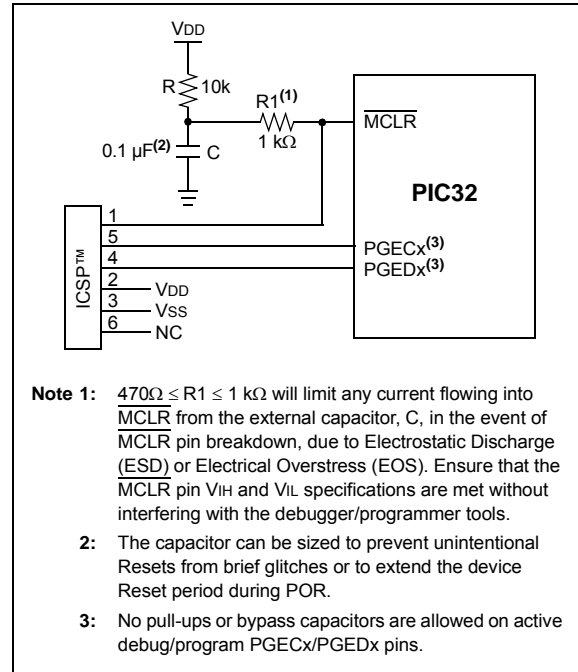 VDD
R 10k
R1(1)
1 kΩ
0.1 µF(2) C
MCLR
PIC32
ICSP™
1
5 PGECx(3)
4 PGEDx(3)
2 VDD
3 VSS
6 NC
Note 1: 470Ω ≤ R1 ≤ 1 kΩ will limit any current flowing into
MCLR from the external capacitor, C, in the event of
MCLR pin breakdown, due to Electrostatic Discharge
(ESD) or Electrical Overstress (EOS). Ensure that the
MCLR pin VIH and VIL specifications are met without
interfering with the debugger/programmer tools.
2: The capacitor can be sized to prevent unintentional
Resets from brief glitches or to extend the device
Reset period during POR.
3: No pull-ups or bypass capacitors are allowed on active
debug/program PGECx/PGEDx pins.